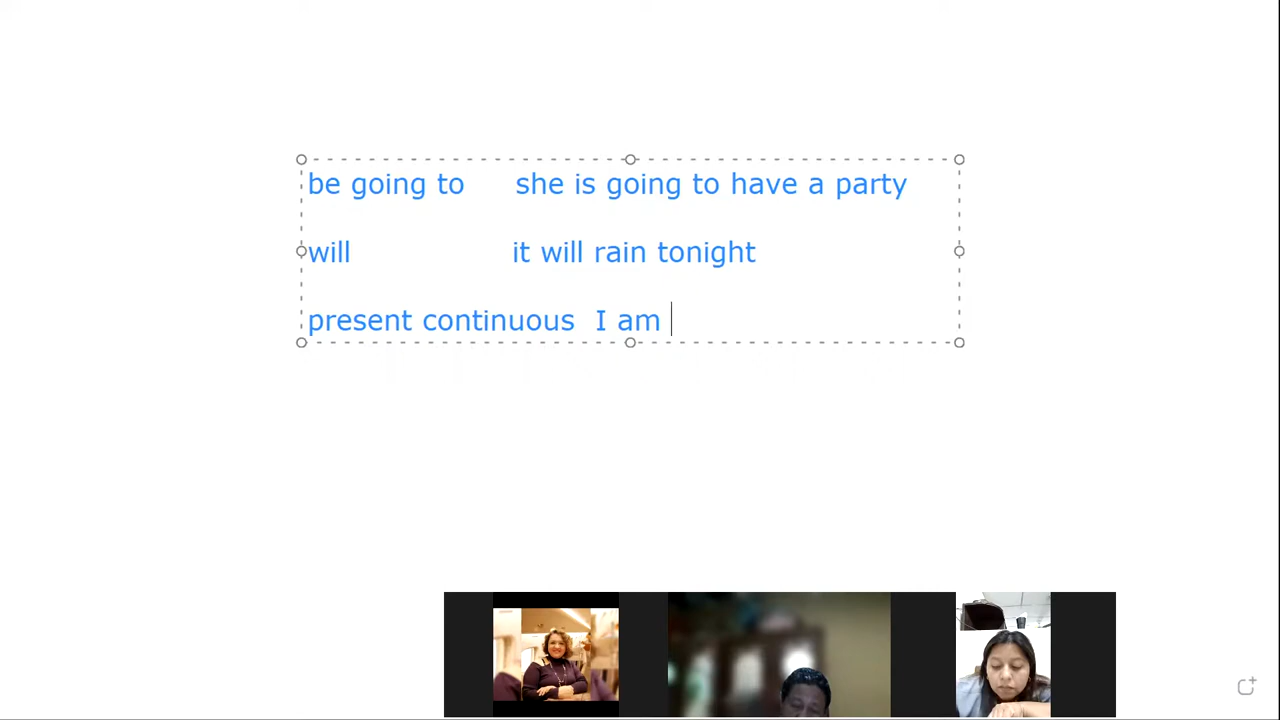 be going to she is going to have a party
will it will rain tonight
present continuous I am